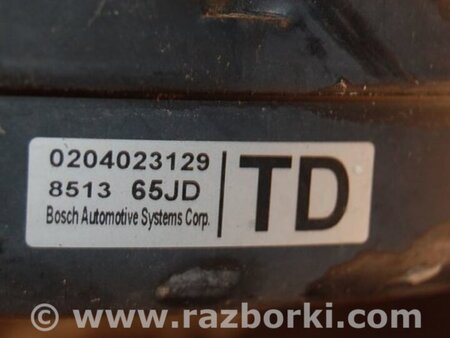 0204023129
8513 65JD
Bosch Automotive Systems Corp.
TD
© www.razborki.com